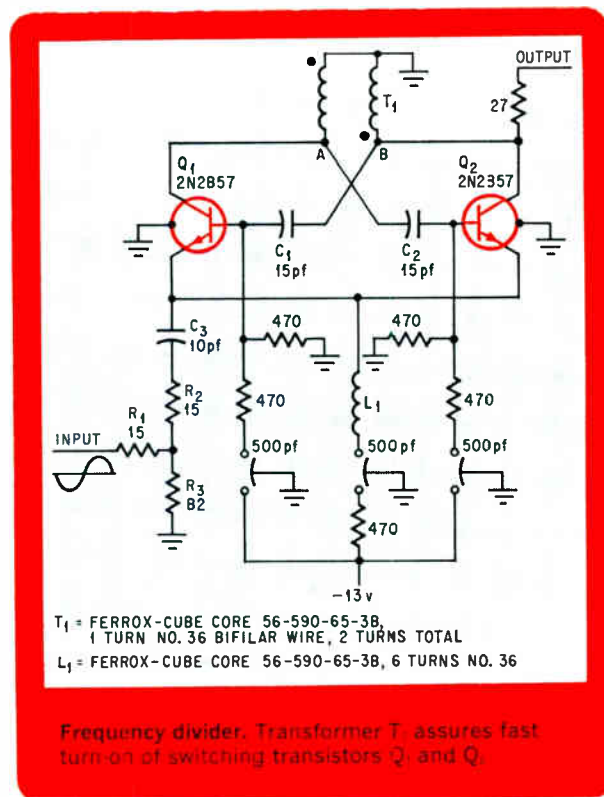 OUTPUT
27
T1
A
B
Q1
2N2857
Q2
2N2357
C1
15pf
C2
15pf
C3
10pf
470
470
R2
15
470
L1
470
R1
15
INPUT
500pf
500pf
500pf
R3
82
470
-13v
T1 = FERROX-CUBE CORE 56-590-65-3B,
1 TURN NO. 36 BIFILAR WIRE, 2 TURNS TOTAL
L1 = FERROX-CUBE CORE 56-590-65-3B, 6 TURNS NO. 36
Frequency divider. Transformer T1 assures fast
turn-on of switching transistors Q1 and Q2